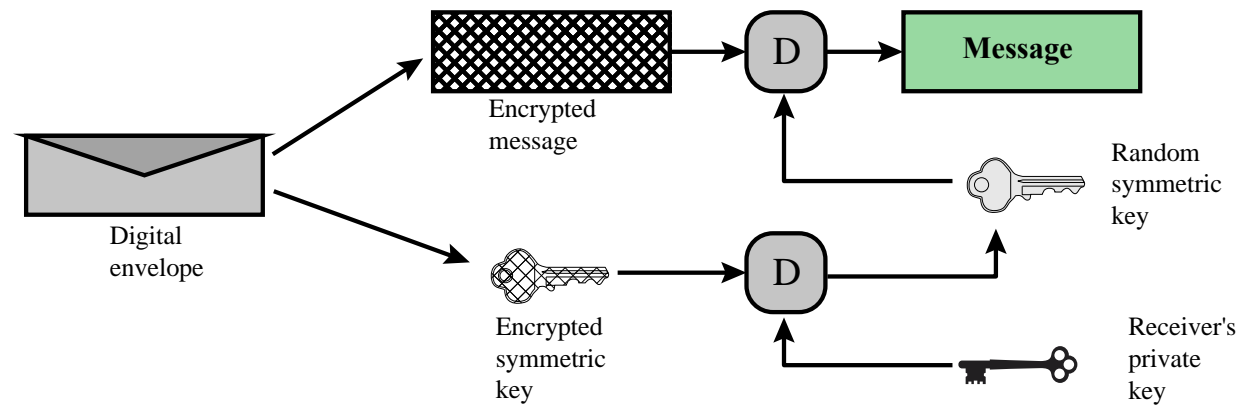 D
Message
Encrypted
message
Random
symmetric
key
Digital
envelope
D
Encrypted
symmetric
key
Receiver's
private
key